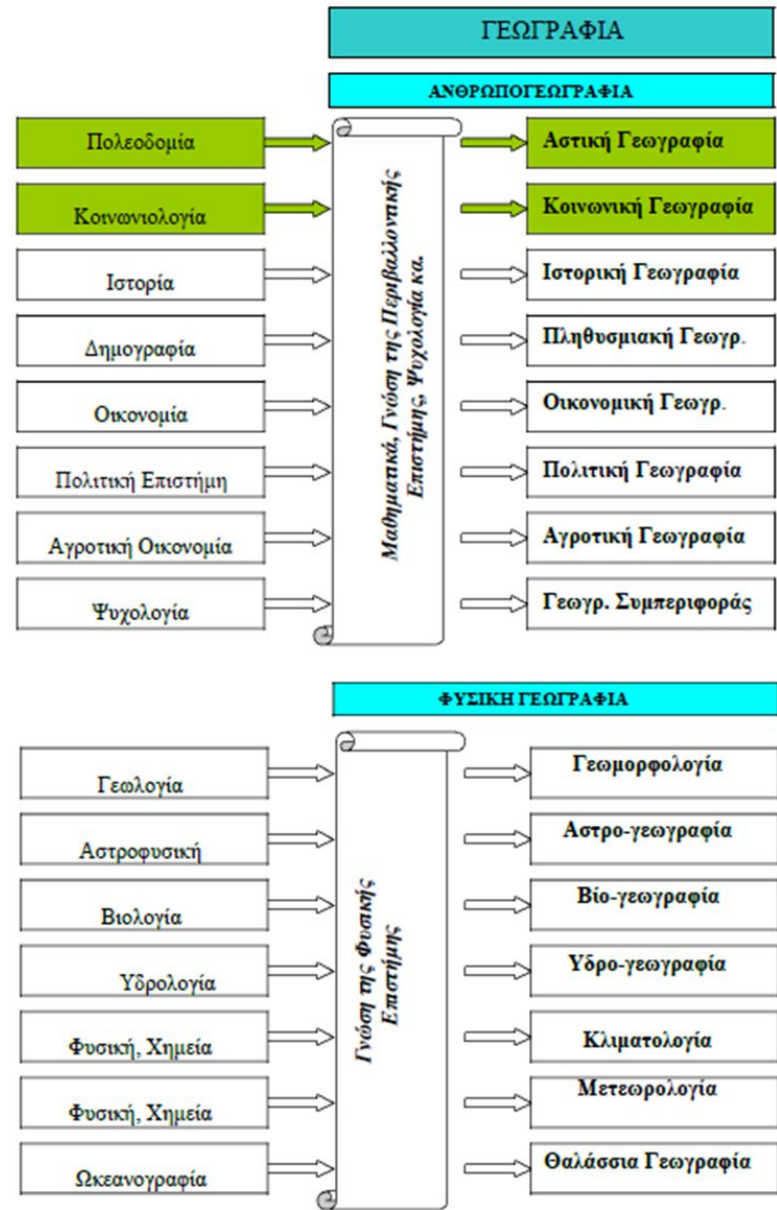 ΓΕΩΓΡΑΦΙΑ
ΑΝΘΡΩΠΟΓΕΩΓΡΑΦΙΑ
Πολεοδομία
Αστική Γεωγραφία
Κοινωνιολογία
Κοινωνική Γεωγραφία
Ιστορία
Ιστορική Γεωγραφία
Δημογραφία
Πληθυσμιακή Γεωγρ.
Οικονομία
Οικονομική Γεωγρ.
Πολιτική Επιστήμη
Πολιτική Γεωγραφία
Αγροτική Οικονομία
Αγροτική Γεωγραφία
Ψυχολογία
Γεωγρ. Συμπεριφοράς
Μαθηματικά, Γνώση της Περιβαλλοντικής
Επιστήμης, Ψυχολογία κα.
ΦΥΣΙΚΗ ΓΕΩΓΡΑΦΙΑ
Γεωλογία
Γεωμορφολογία
Αστροφυσική
Αστρο-γεωγραφία
Βιολογία
Βίο-γεωγραφία
Υδρολογία
Υδρο-γεωγραφία
Φυσική, Χημεία
Κλιματολογία
Φυσική, Χημεία
Μετεωρολογία
Ωκεανογραφία
Θαλάσσια Γεωγραφία
Γνώση της Φυσικής
Επιστήμης